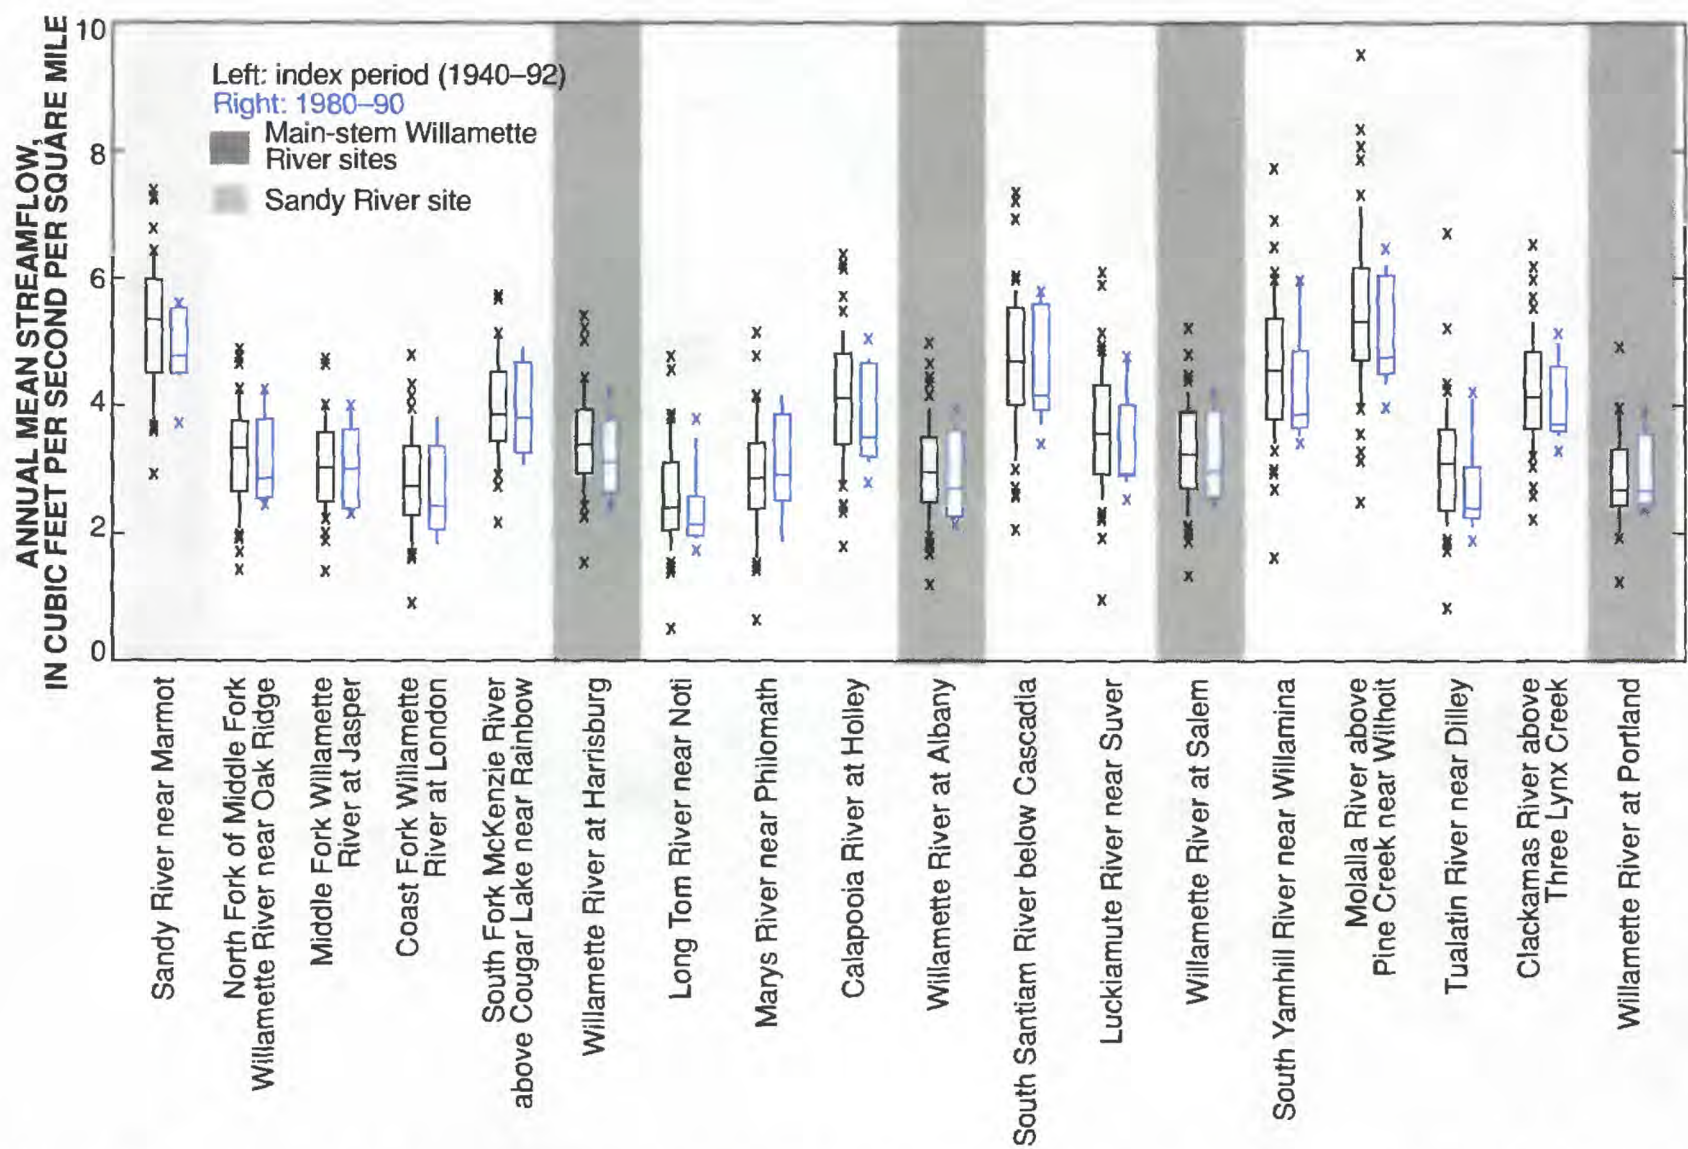 ANNUAL MEAN STREAMFLOW,
IN CUBIC FEET PER SECOND PER SQUARE MILE
10
8
6
4
2
0
Left: index period (1940–92)
Right: 1980–90
Main-stem Willamette
River sites
Sandy River site
Sandy River near Marmot
North Fork of Middle Fork
Willamette River near Oak Ridge
Middle Fork Willamette
River at Jasper
Coast Fork Willamette
River at London
South Fork McKenzie River
above Cougar Lake near Rainbow
Willamette River at Harrisburg
Long Tom River near Noti
Marys River near Philomath
Calapooia River at Holley
Willamette River at Albany
South Santiam River below Cascadia
Luckiamute River near Suver
Willamette River at Salem
South Yamhill River near Willamina
Molalla River above
Pine Creek near Wilhoit
Tualatin River near Dilley
Clackamas River above
Three Lynx Creek
Willamette River at Portland